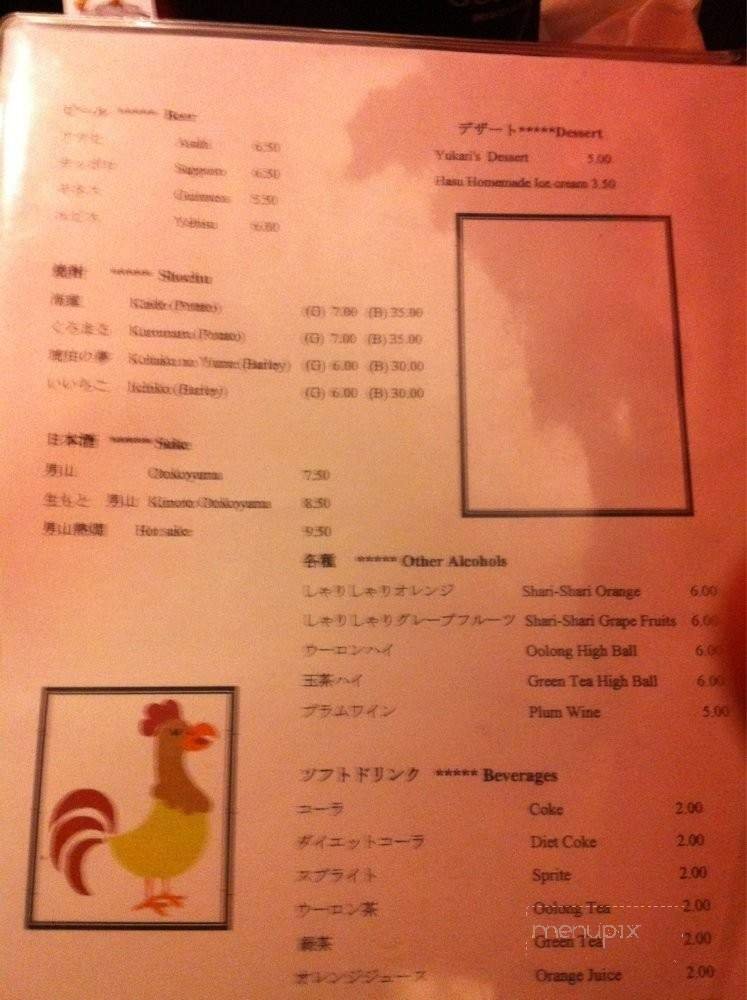 ビール ***** Beer
アサヒ Asahi 6.50
サッポロ Sapporo 6.50
ギネス Guinness 5.50
エビス Yebisu 6.00
デザート*****Dessert
Yukari's Dessert 5.00
Hasu Homemade Ice cream 3.50
焼酎 ***** Shochu
海童 Kaido (Potato) (G) 7.00 (B) 35.00
(Potato) (G) 7.00 (B) 35.00
Kohaku no Yume (Barley) (G) 6.00 (B) 30.00
いいちこ Iichiko (Barley) (G) 6.00 (B) 30.00
日本酒 ***** Sake
男山 Otokoyama 7.50
生もと 男山 Kimoto Otokoyama 8.50
男山熱燗 Hot sake 9.50
各種 ***** Other Alcohols
しゃりしゃりオレンジ Shari-Shari Orange 6.00
しゃりしゃりグレープフルーツ Shari-Shari Grape Fruits 6.00
ウーロンハイ Oolong High Ball 6.00
玉茶ハイ Green Tea High Ball 6.00
プラムワイン Plum Wine 5.00
ソフトドリンク ***** Beverages
コーラ Coke 2.00
ダイエットコーラ Diet Coke 2.00
スプライト Sprite 2.00
ウーロン茶 Oolong Tea 2.00
緑茶 Green Tea 2.00
オレンジジュース Orange Juice 2.00
menupix